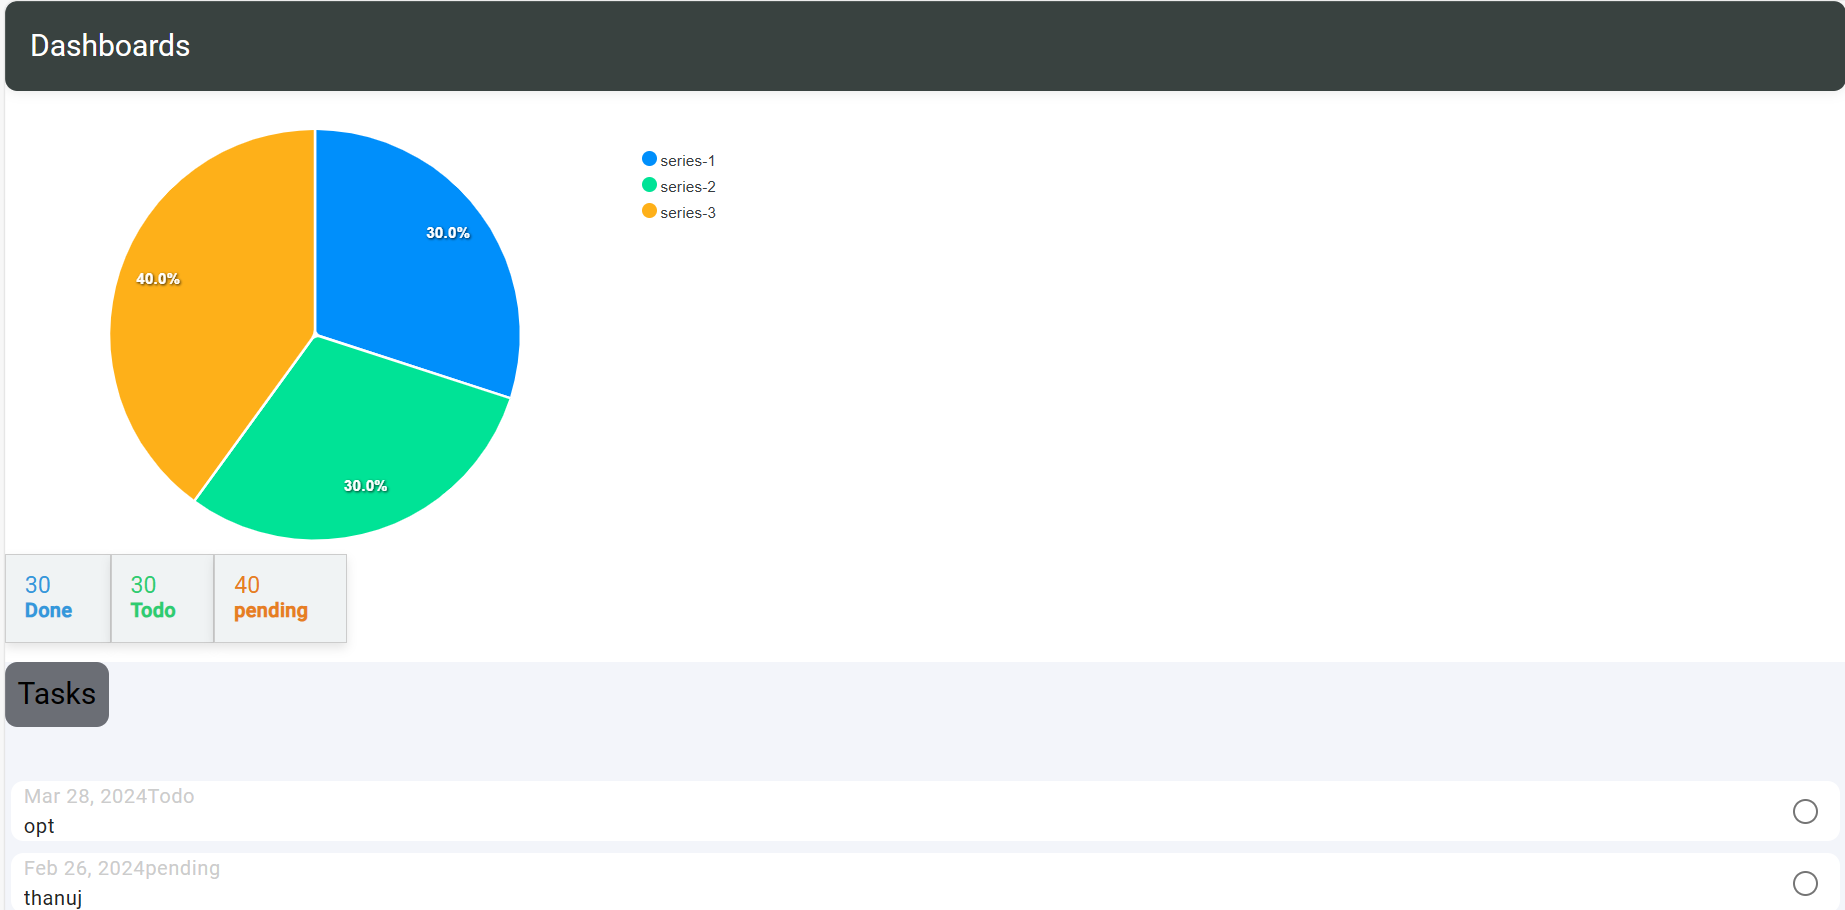 Dashboards
series-1
series-2
series-3
30.0%
40.0%
30.0%
30 30 40
Done Todo pending
Tasks
Mar 28, 2024Todo
opt
Feb 26, 2024pending
thanuj